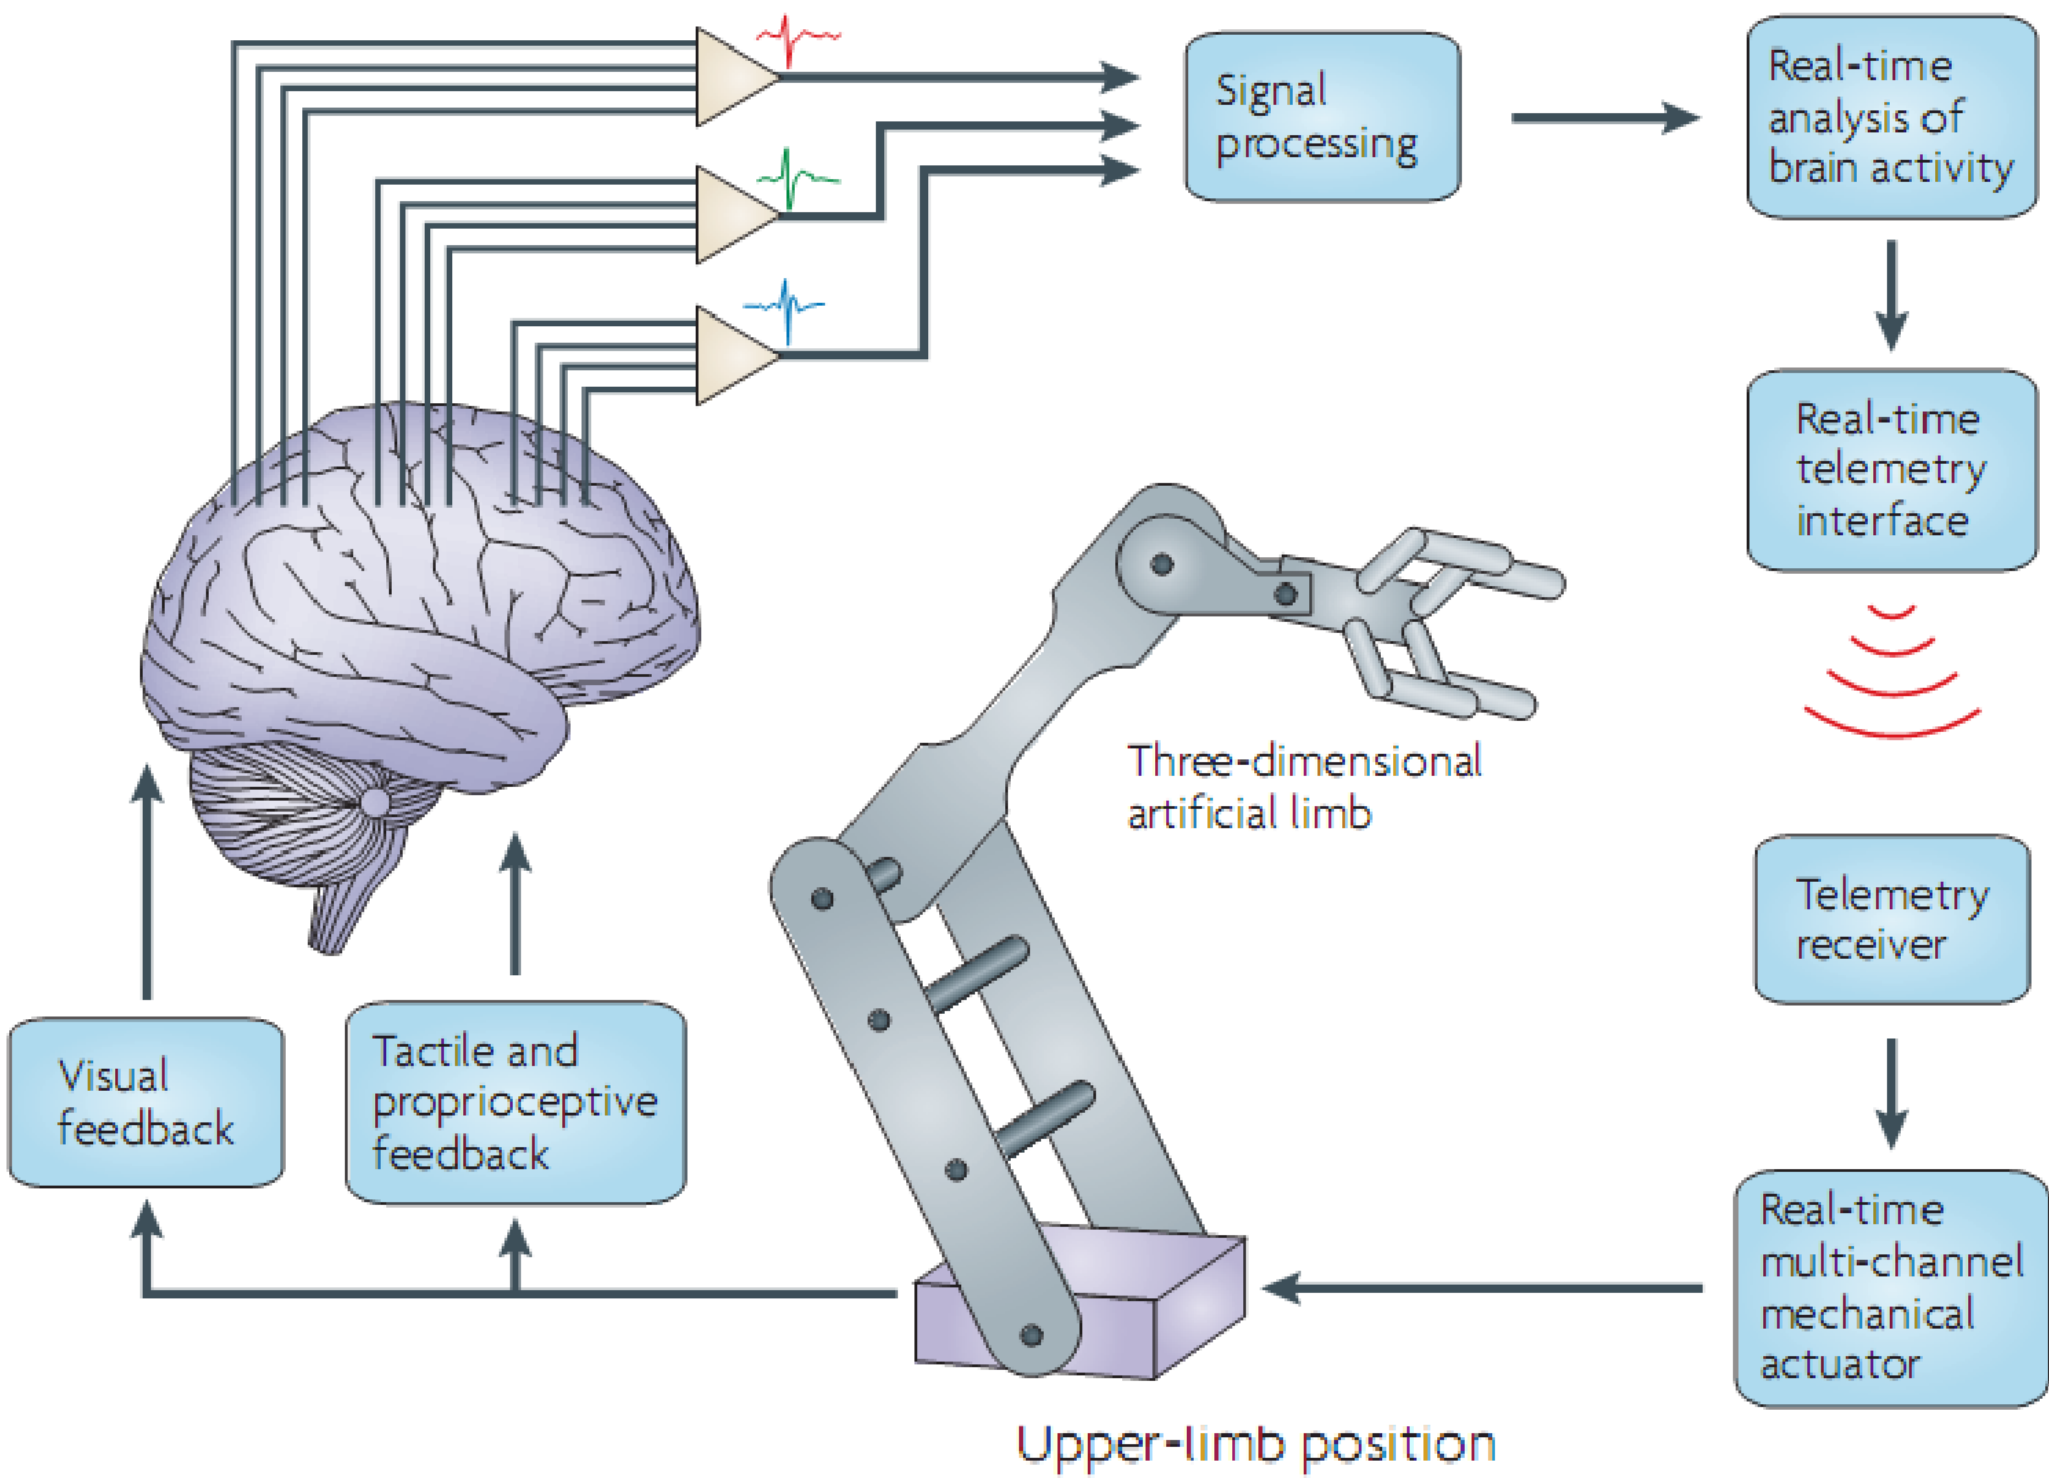 Signal
processing
Real-time
analysis of
brain activity
Real-time
telemetry
interface
Three-dimensional
artificial limb
Telemetry
receiver
Visual
feedback
Tactile and
proprioceptive
feedback
Real-time
multi-channel
mechanical
actuator
Upper-limb position